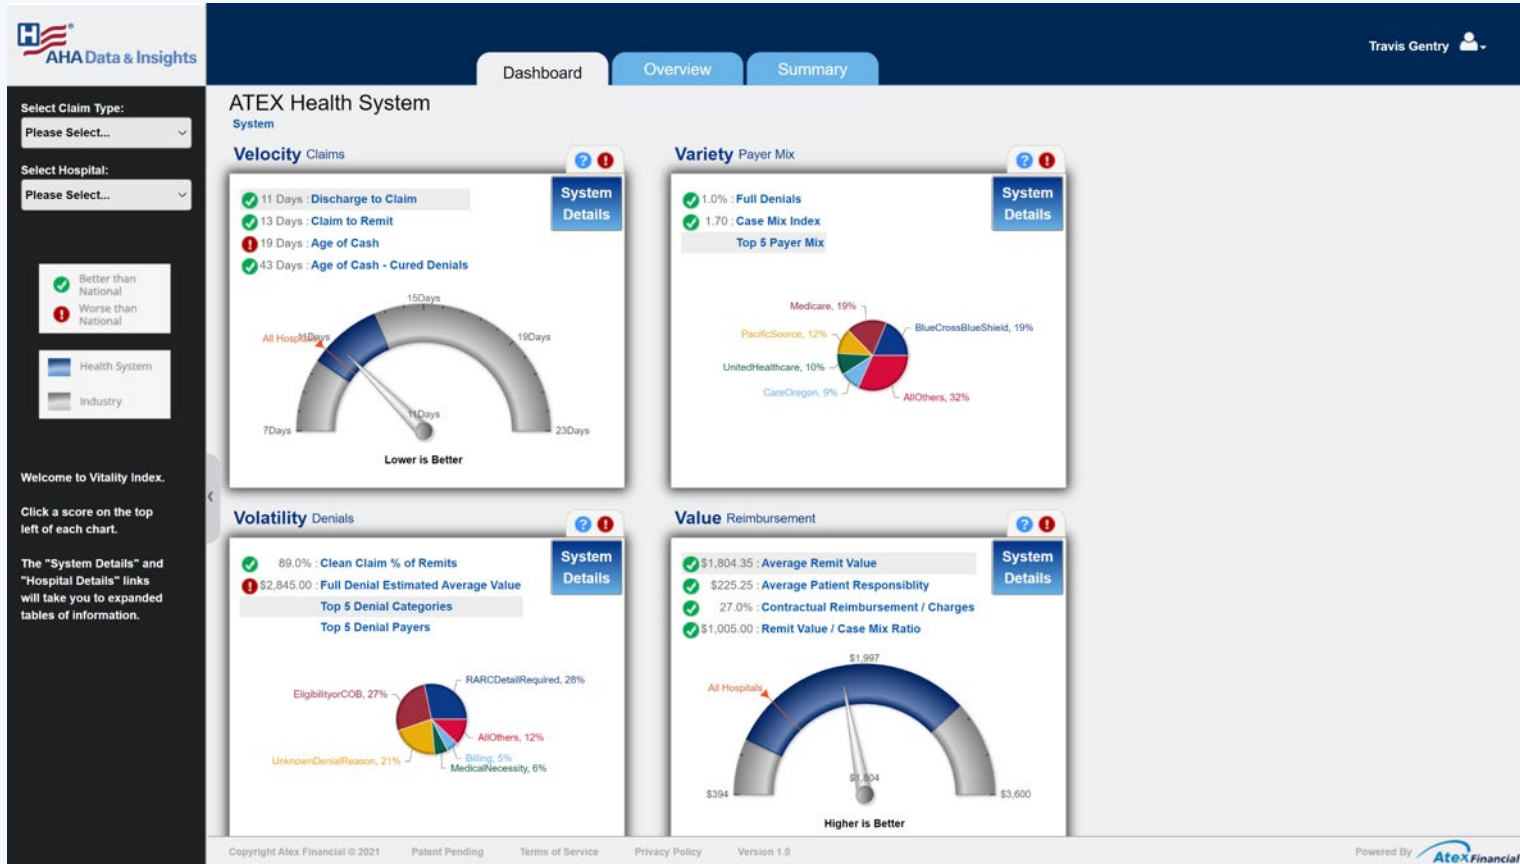 H
AHA Data & Insights
Dashboard
Overview
Summary
Travis Gentry
Select Claim Type:
Please Select...
Select Hospital:
Please Select...
Better than
National
Worse than
National
Health System
Industry
Welcome to Vitality Index.
Click a score on the top
left of each chart.
The "System Details" and
"Hospital Details" links
will take you to expanded
tables of information.
ATEX Health System
System
Velocity Claims
? !
System
Details
11 Days : Discharge to Claim
13 Days : Claim to Remit
! 19 Days : Age of Cash
43 Days : Age of Cash - Cured Denials
15Days
All Hospitals
11Days
19Days
11Days
7Days
23Days
Lower is Better
Variety Payer Mix
? !
System
Details
1.0% : Full Denials
1.70 : Case Mix Index
Top 5 Payer Mix
Medicare, 19%
BlueCrossBlueShield, 19%
PacificSource, 12%
UnitedHealthcare, 10%
CareOregon, 9%
AllOthers, 32%
Volatility Denials
? !
System
Details
89.0% : Clean Claim % of Remits
! $2,845.00 : Full Denial Estimated Average Value
Top 5 Denial Categories
Top 5 Denial Payers
RARCDetailRequired, 28%
EligibilityorCOB, 27%
AllOthers, 12%
UnknownDenialReason, 21%
Billing, 5%
MedicalNecessity, 6%
Value Reimbursement
? !
System
Details
$1,804.35 : Average Remit Value
$225.25 : Average Patient Responsiblity
27.0% : Contractual Reimbursement / Charges
$1,005.00 : Remit Value / Case Mix Ratio
$1,997
All Hospitals
$1,804
$394
$3,600
Higher is Better
Copyright Atex Financial © 2021
Patent Pending
Terms of Service
Privacy Policy
Version 1.0
Powered By AteX Financial